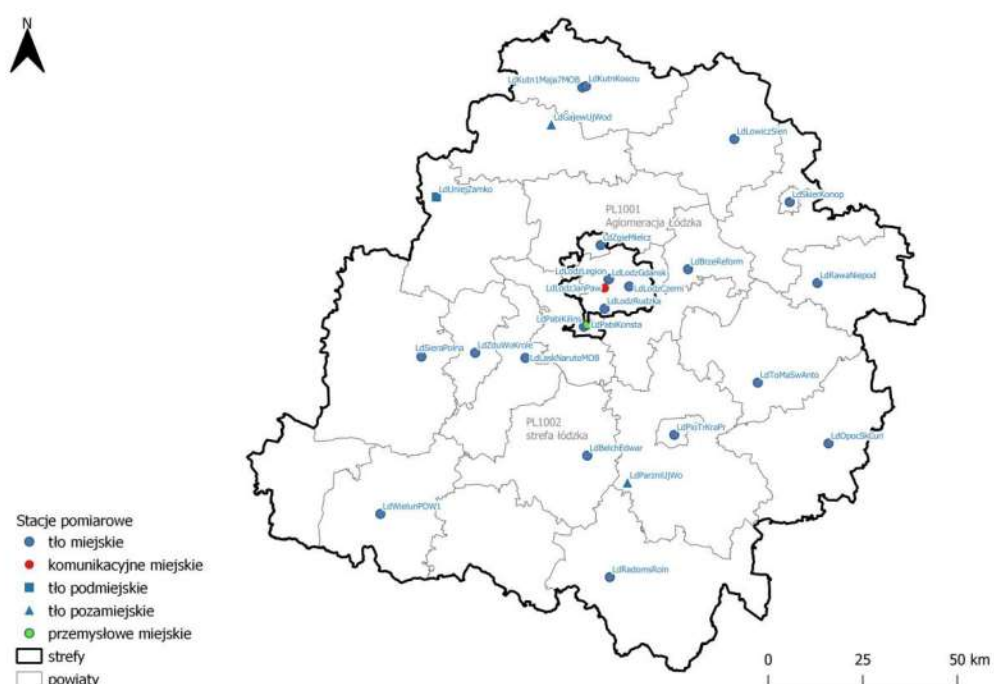 N
LdKutn1Maja7MOB
LdKutnKosciu
LdGajewUjWod
LdLowiczSien
LdUniejZamko
LdSkierKonop
PL1001
Aglomeracja Łódzka
LdZgieMielcz
LdBrzeReform
LdRawaNiepod
LdLodzLegion
LdLodzGdansk
LdLodzJanPaw
LdLodzCzerni
LdLodzRudzka
LdPabiKilins
LdPabiKonsta
LdSieraPolna
LdZduWoKrole
LdLaskNarutoMOB
LdToMaSwAnto
PL1002
strefa łódzka
LdPioTrKraPr
LdOpocSkCuri
LdBelchEdwar
LdParzniUjWo
LdWielunPOW1
LdRadomsRoln
Stacje pomiarowe
tło miejskie
komunikacyjne miejskie
tło podmiejskie
tło pozamiejskie
przemysłowe miejskie
strefy
powiaty
0 25 50 km